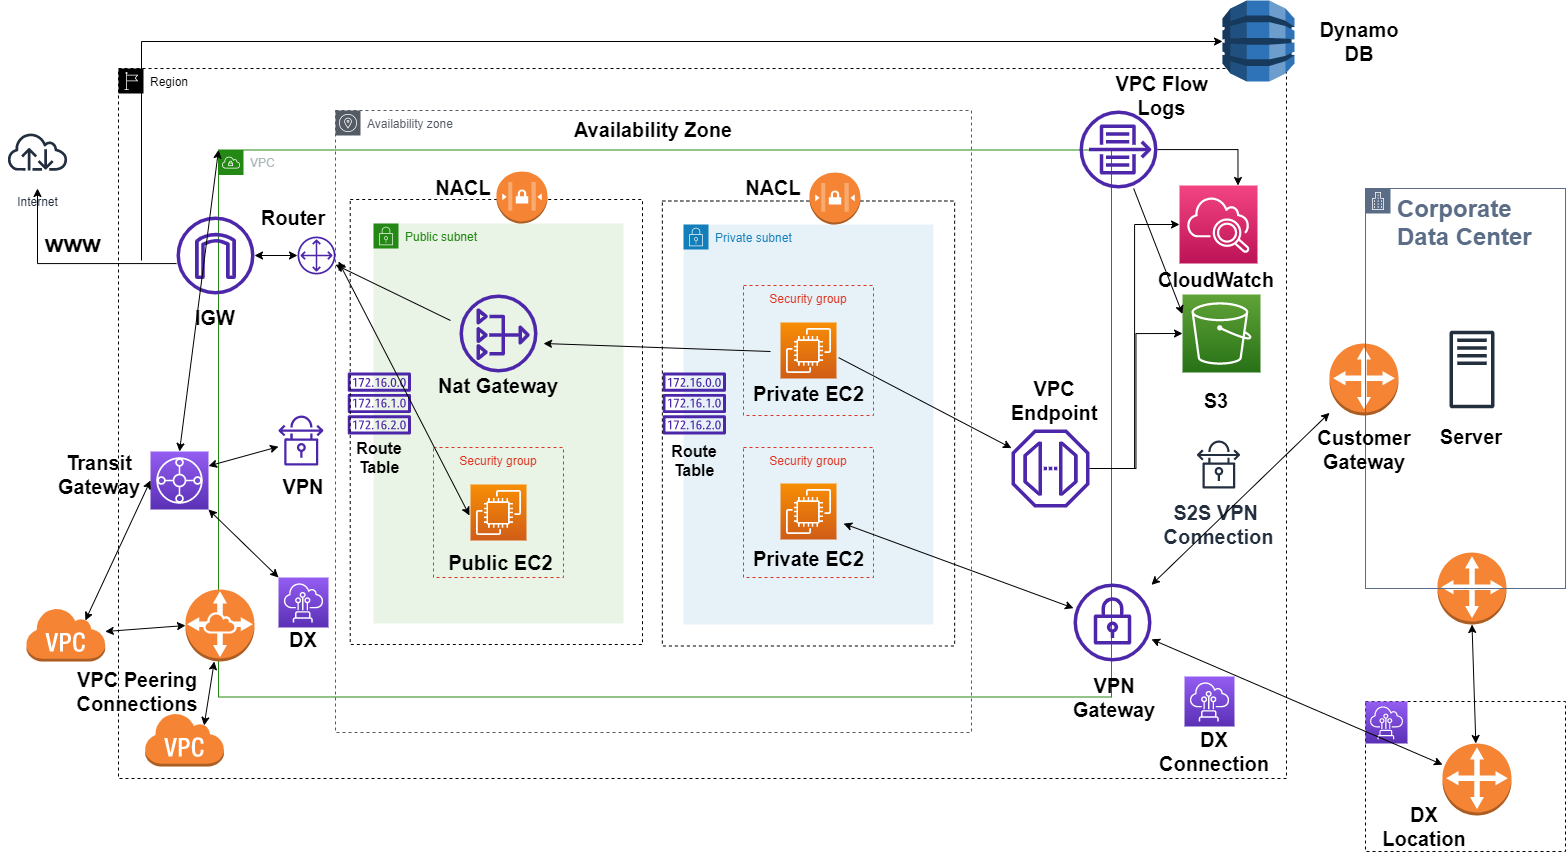 Dynamo
DB
Region
VPC Flow
Logs
Availability zone
Availability Zone
VPC
Internet
www
IGW
Router
NACL
NACL
Public subnet
Private subnet
Security group
Nat Gateway
Private EC2
172.16.0.0
172.16.1.0
172.16.2.0
Route
Table
172.16.0.0
172.16.1.0
172.16.2.0
Route
Table
Security group
Public EC2
Security group
Private EC2
CloudWatch
S3
VPC
Endpoint
Corporate
Data Center
Customer
Gateway
Server
S2S VPN
Connection
Transit
Gateway
VPN
DX
VPC
VPC Peering
Connections
VPC
VPN
Gateway
DX
Connection
DX
Location